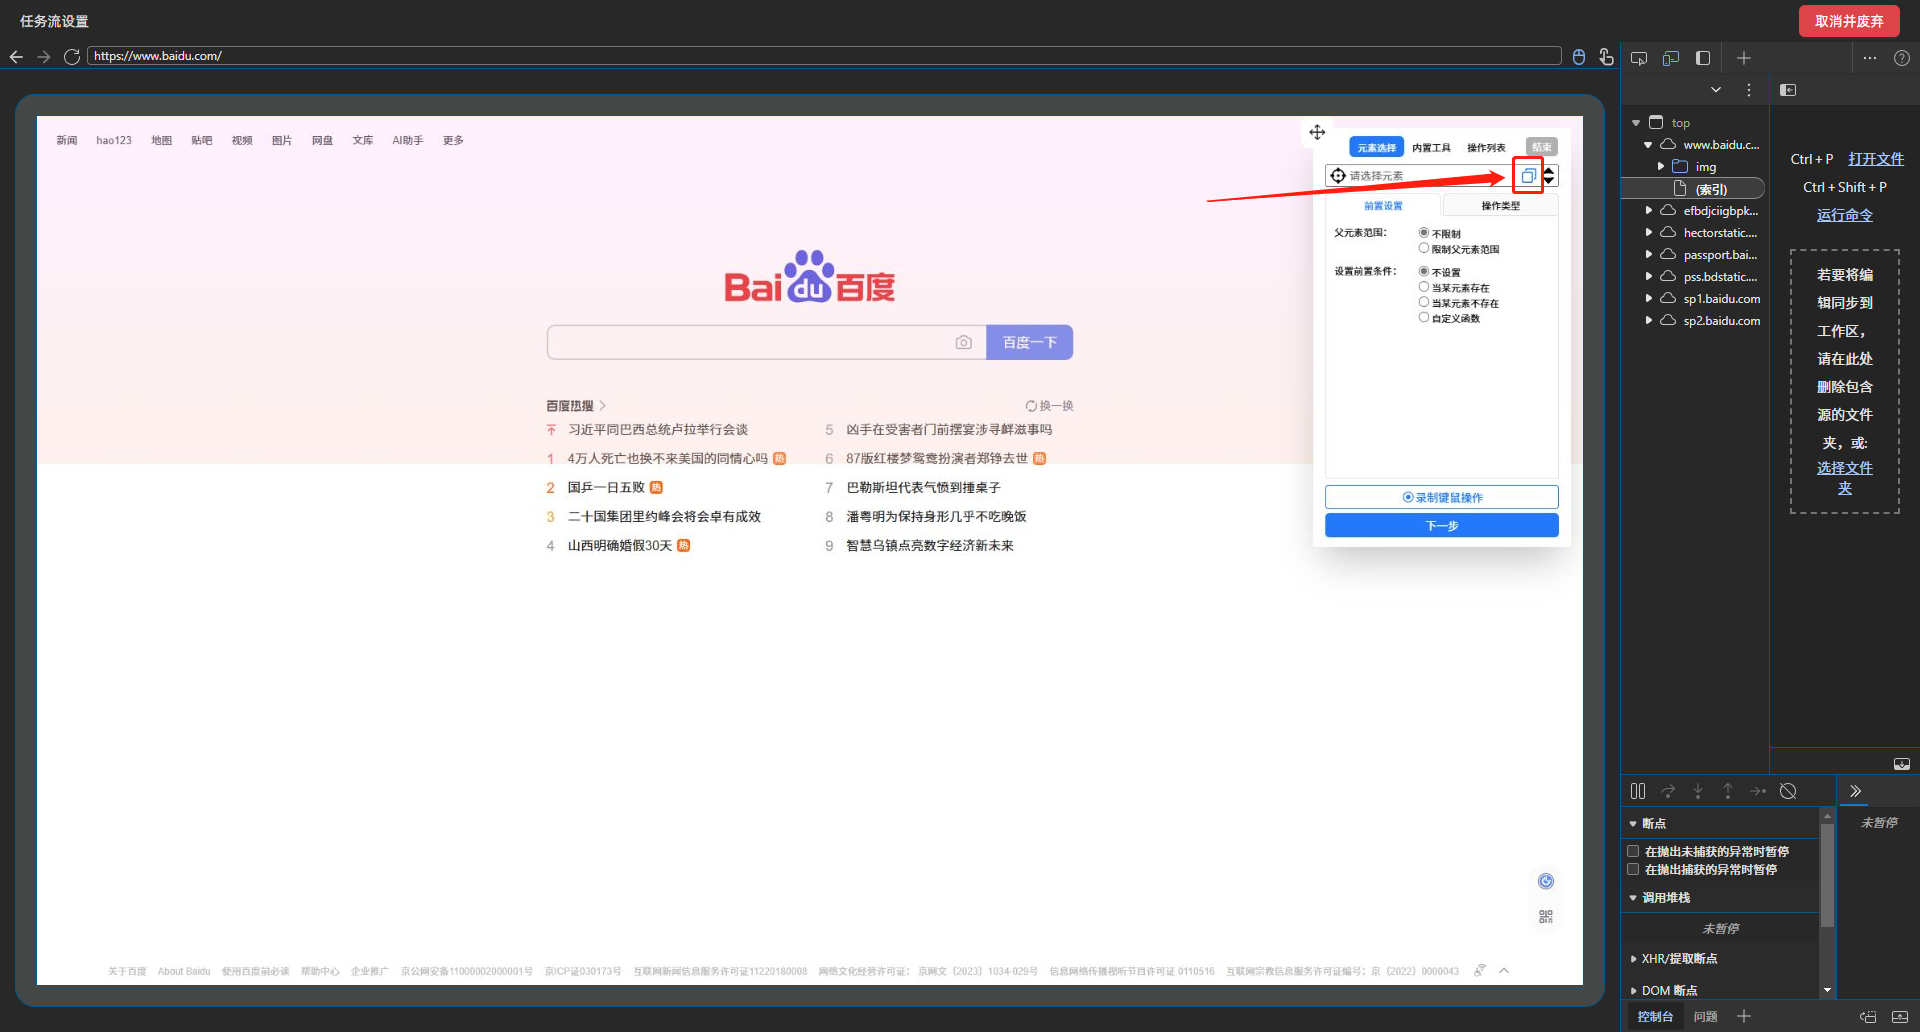 任务流设置
取消并废弃
https://www.baidu.com/
新闻 hao123 地图 贴吧 视频 图片 网盘 文库 AI助手 更多
元素选择 内置工具 操作列表 结束
请选择元素
前置设置 操作类型
父元素范围: 不限制
限制父元素范围
设置前置条件: 不设置
当某元素存在
当某元素不存在
自定义函数
录制键鼠操作
下一步
Bai du 百度
百度一下
百度热搜 换一换
习近平同巴西总统卢拉举行会谈
1 4万人死亡也换不来美国的同情心吗 热
2 国乒一日五败 热
3 二十国集团里约峰会将会卓有成效
4 山西明确婚假30天 热
5 凶手在受害者门前摆宴涉寻衅滋事吗
6 87版红楼梦鸳鸯扮演者郑铮去世 热
7 巴勒斯坦代表气愤到捶桌子
8 潘粤明为保持身形几乎不吃晚饭
9 智慧乌镇点亮数字经济新未来
关于百度 About Baidu 使用百度前必读 帮助中心 企业推广 京公网安备11000002000001号 京ICP证030173号 互联网新闻信息服务许可证11220180008 网络文化经营许可证: 京网文〔2023〕1034-029号 信息网络传播视听节目许可证 0110516 互联网宗教信息服务许可证编号: 京〔2022〕0000043
top
www.baidu.c...
img
(索引)
efbdjciigbpk...
hectorstatic....
passport.bai...
pss.bdstatic....
sp1.baidu.com
sp2.baidu.com
Ctrl + P 打开文件
Ctrl + Shift + P
运行命令
若要将编
辑同步到
工作区，
请在此处
删除包含
源的文件
夹，或:
选择文件
夹
断点
在抛出未捕获的异常时暂停
在抛出捕获的异常时暂停
调用堆栈
未暂停
XHR/提取断点
DOM 断点
未暂停
控制台 问题